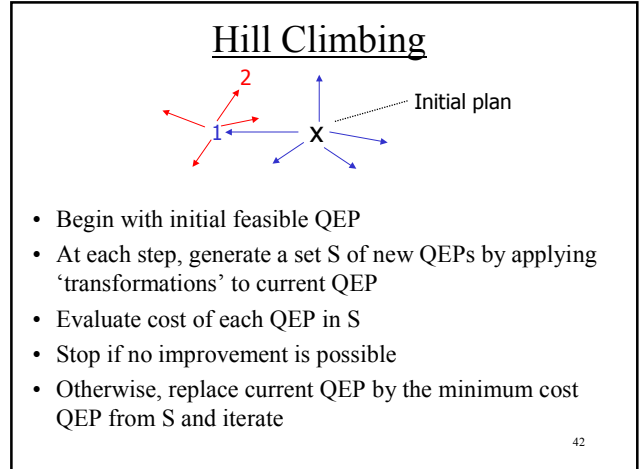 Hill Climbing
2
Initial plan
1
x
• Begin with initial feasible QEP
• At each step, generate a set S of new QEPs by applying
‘transformations’ to current QEP
• Evaluate cost of each QEP in S
• Stop if no improvement is possible
• Otherwise, replace current QEP by the minimum cost
QEP from S and iterate
42